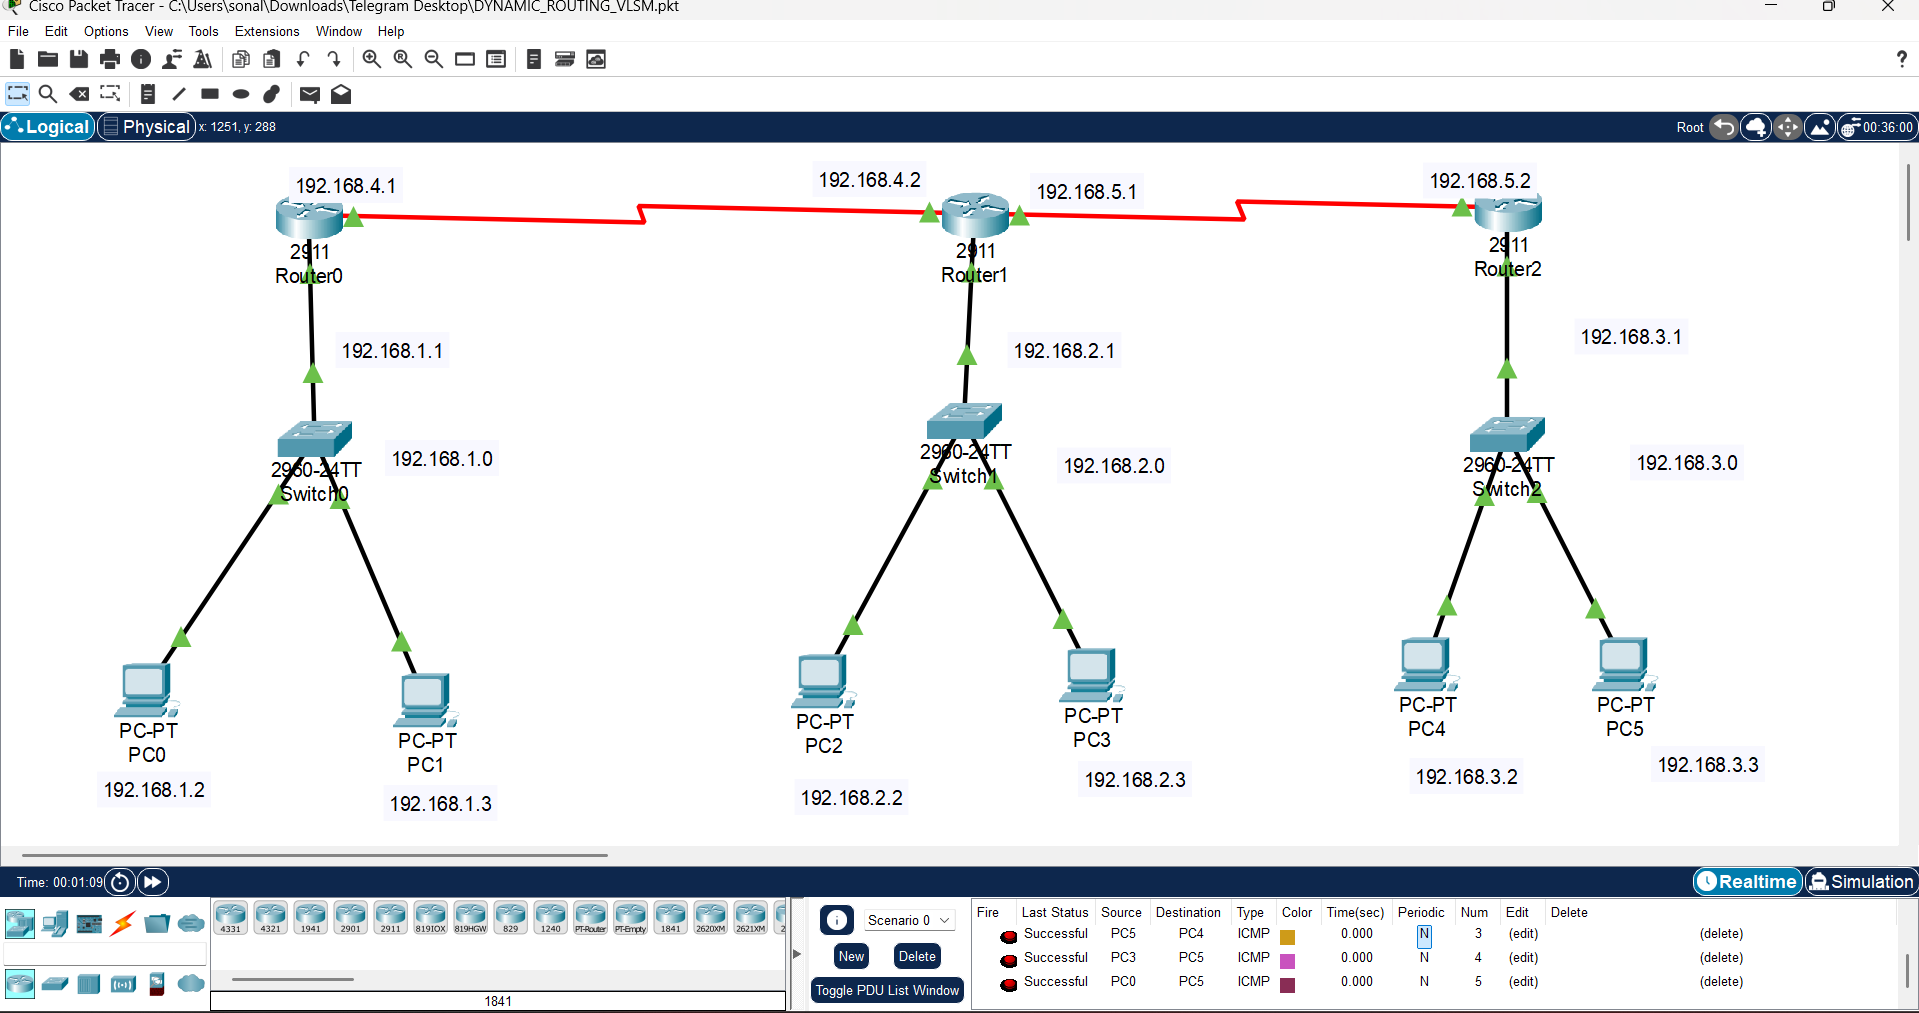 Cisco Packet Tracer - C:\Users\sonal\Downloads\Telegram Desktop\DYNAMIC_ROUTING_VLSM.pkt
File Edit Options View Tools Extensions Window Help
?
Logical Physical x: 1251, y: 288 Root 00:36:00
192.168.4.1
192.168.4.2
192.168.5.1
192.168.5.2
2911
Router0
2911
Router1
2911
Router2
192.168.1.1
192.168.2.1
192.168.3.1
2960-24TT
Switch0
192.168.1.0
2960-24TT
Switch1
192.168.2.0
2960-24TT
Switch2
192.168.3.0
PC-PT
PC0
192.168.1.2
PC-PT
PC1
192.168.1.3
PC-PT
PC2
192.168.2.2
PC-PT
PC3
192.168.2.3
PC-PT
PC4
192.168.3.2
PC-PT
PC5
192.168.3.3
Time: 00:01:09 Realtime Simulation
4331 4321 1941 2901 2911 819IOX 819HGW 829 1240 PT-Router PT-Empty 1841 2620XM 2621XM 2
1841
Scenario 0
New Delete
Toggle PDU List Window
Fire Last Status Source Destination Type Color Time(sec) Periodic Num Edit Delete
Successful PC5 PC4 ICMP 0.000 N 3 (edit) (delete)
Successful PC3 PC5 ICMP 0.000 N 4 (edit) (delete)
Successful PC0 PC5 ICMP 0.000 N 5 (edit) (delete)